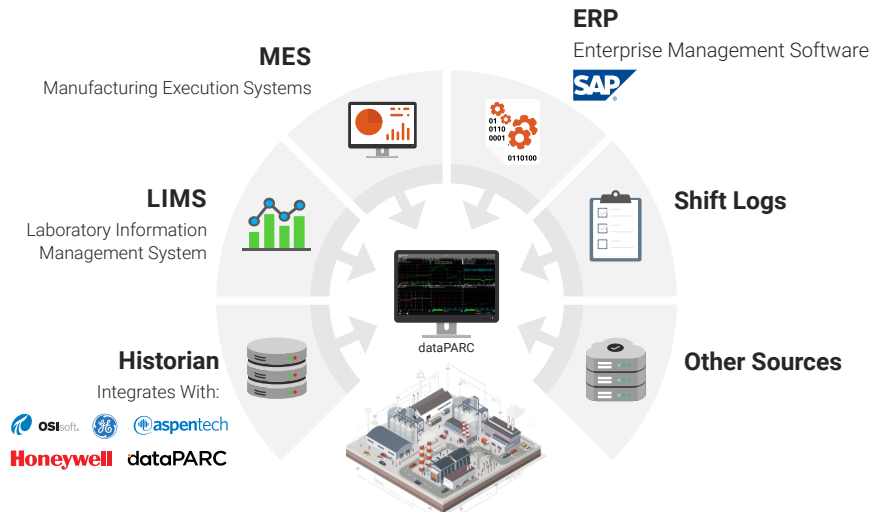 ERP
Enterprise Management Software
SAP
MES
Manufacturing Execution Systems
01
0110
0001
0110100
LIMS
Laboratory Information
Management System
Shift Logs
dataPARC
Historian
Integrates With:
OSIsoft.
GE
aspentech
Honeywell
dataPARC
Other Sources